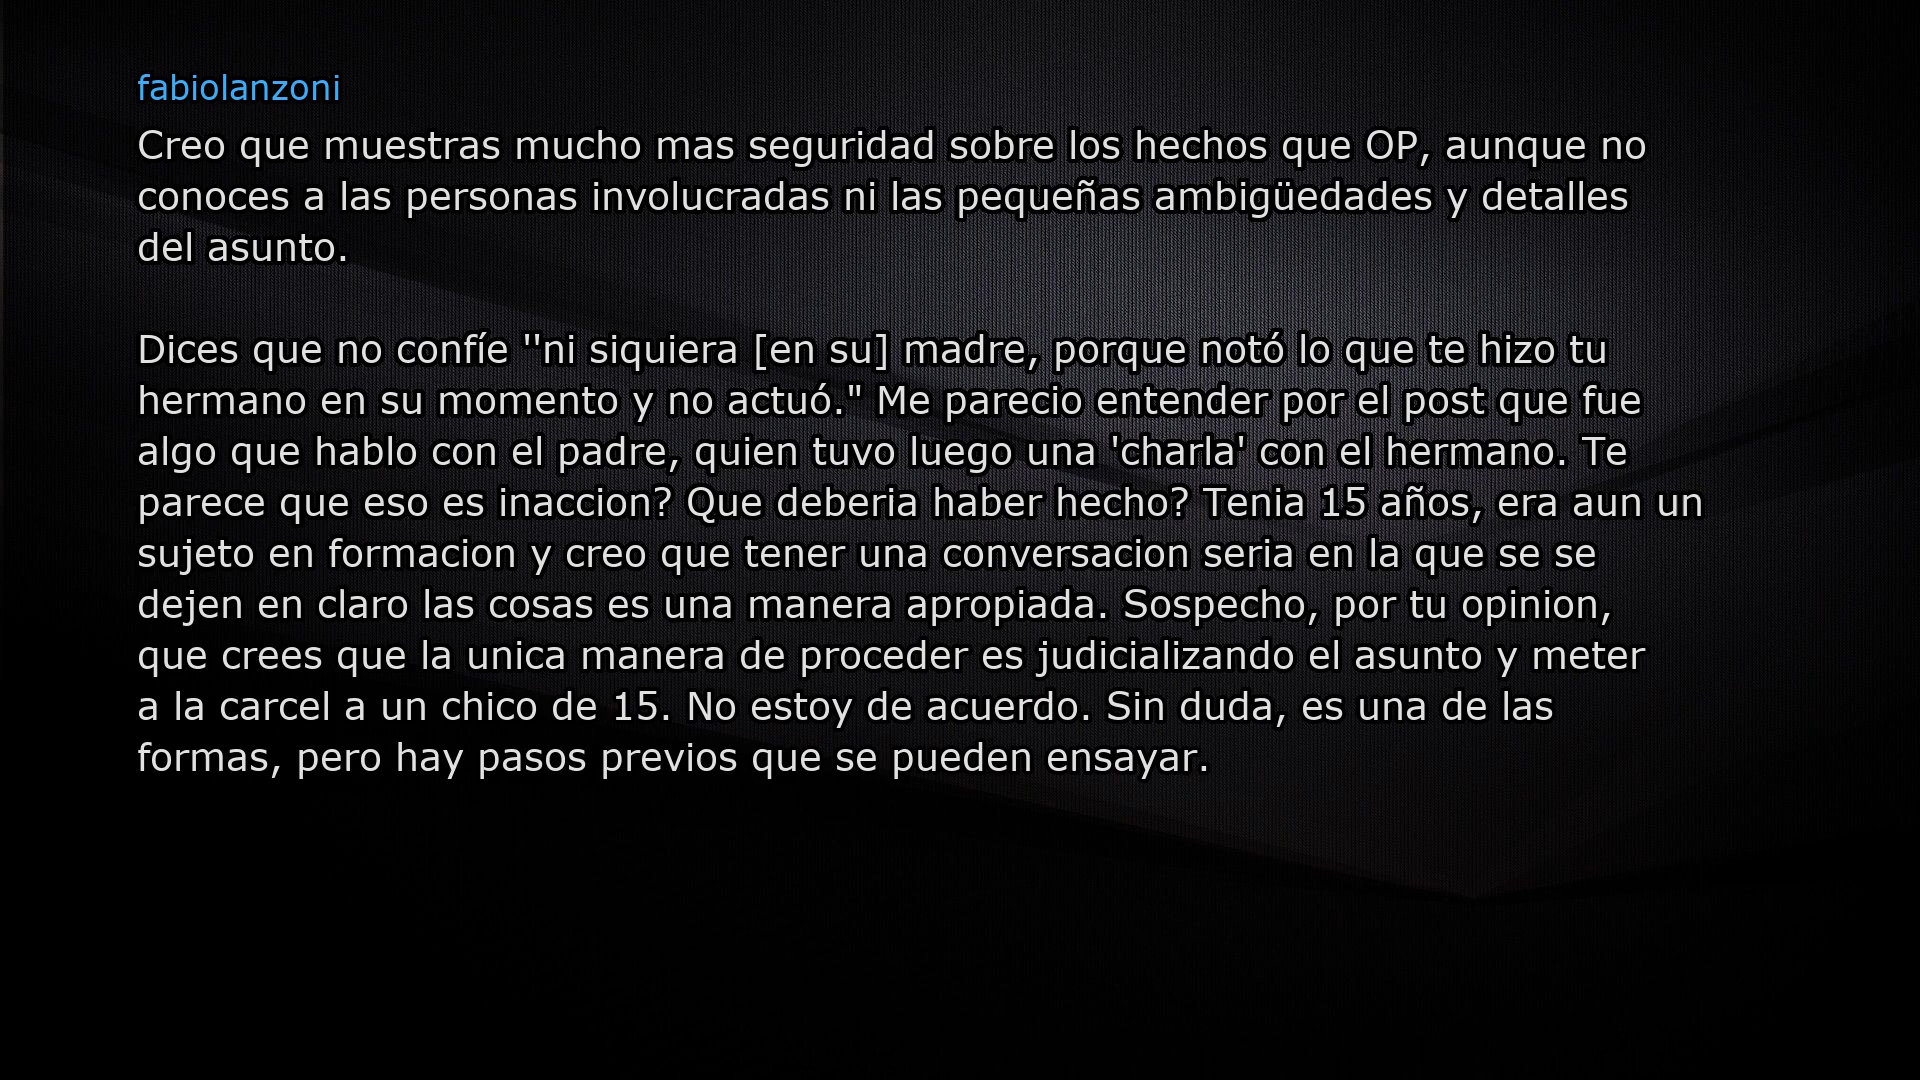 fabiolanzoni
Creo que muestras mucho mas seguridad sobre los hechos que OP, aunque no
conoces a las personas involucradas ni las pequeñas ambigüedades y detalles
del asunto.
Dices que no confíe ''ni siquiera [en su] madre, porque notó lo que te hizo tu
hermano en su momento y no actuó." Me parecio entender por el post que fue
algo que hablo con el padre, quien tuvo luego una 'charla' con el hermano. Te
parece que eso es inaccion? Que deberia haber hecho? Tenia 15 años, era aun un
sujeto en formacion y creo que tener una conversacion seria en la que se se
dejen en claro las cosas es una manera apropiada. Sospecho, por tu opinion,
que crees que la unica manera de proceder es judicializando el asunto y meter
a la carcel a un chico de 15. No estoy de acuerdo. Sin duda, es una de las
formas, pero hay pasos previos que se pueden ensayar.